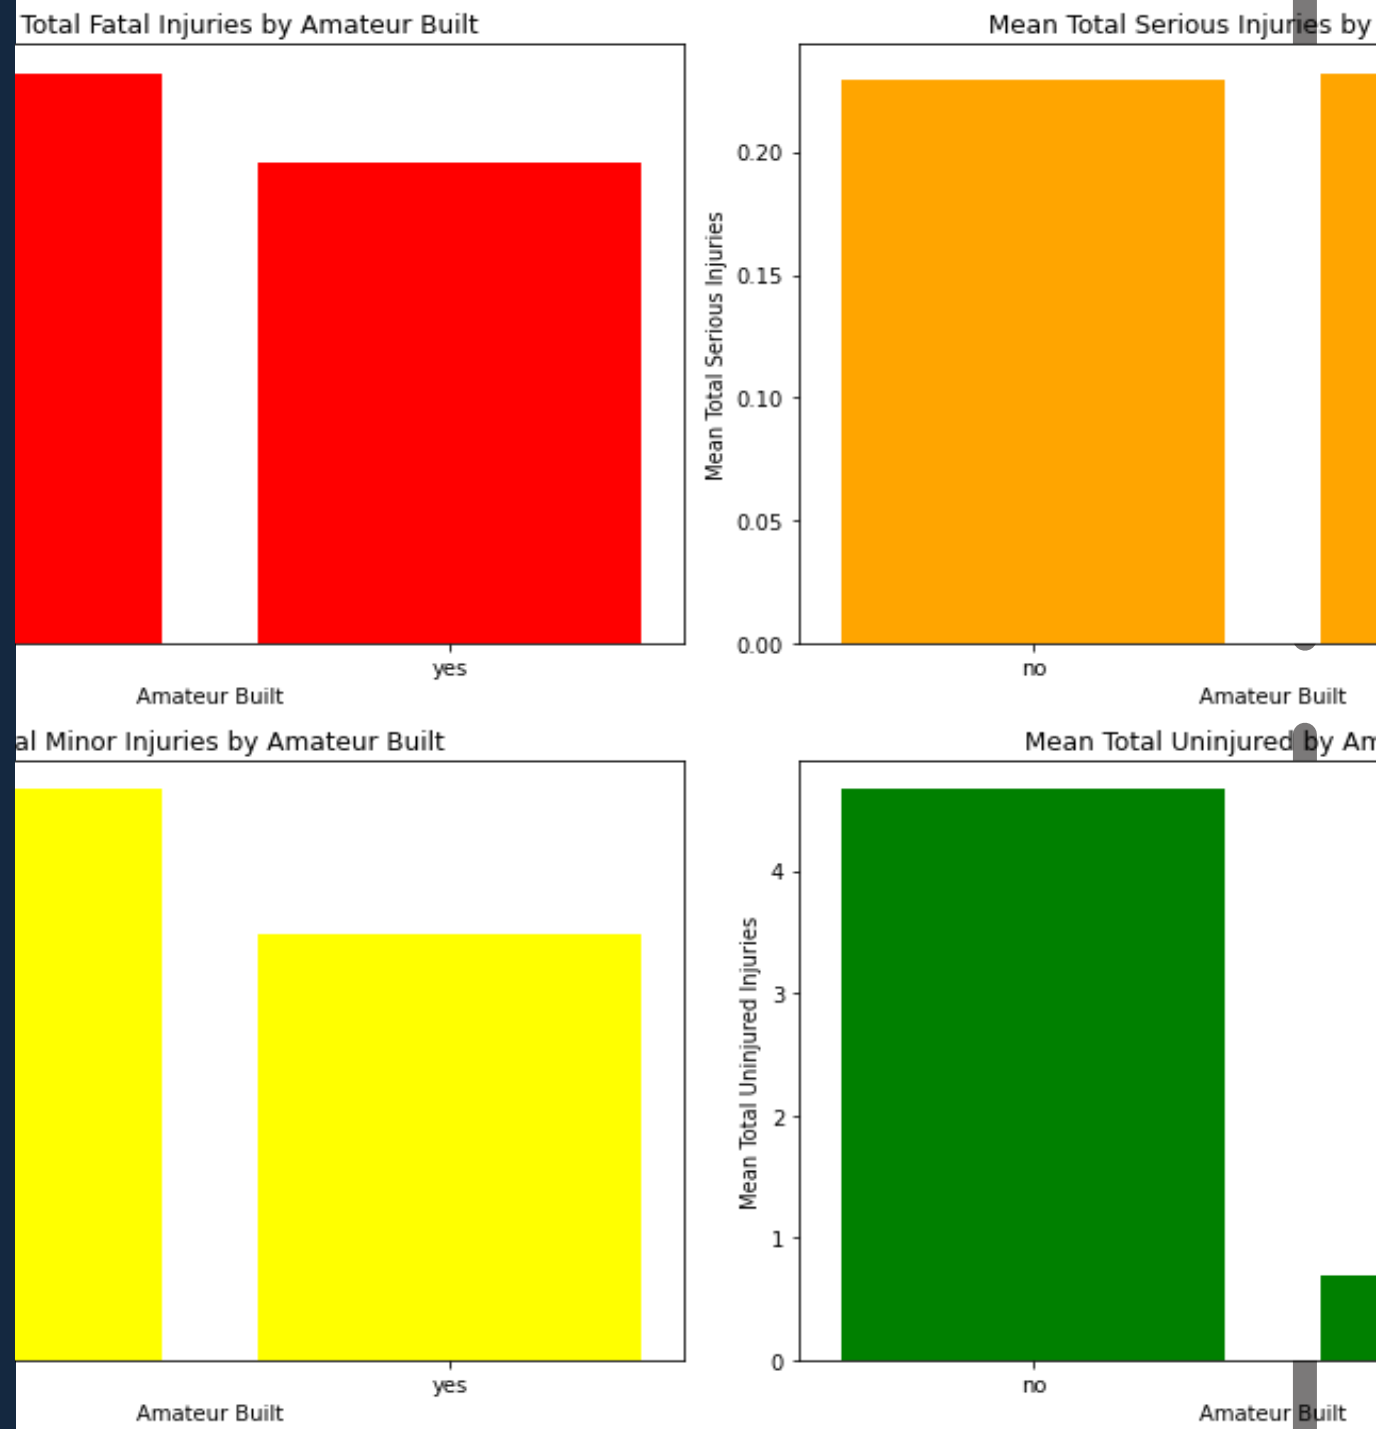 Total Fatal Injuries by Amateur Built
yes
Amateur Built
Mean Total Serious Injuries by
Mean Total Serious Injuries
0.20
0.15
0.10
0.05
0.00
no
Amateur Built
al Minor Injuries by Amateur Built
yes
Amateur Built
Mean Total Uninjured by Am
Mean Total Uninjured Injuries
4
3
2
1
0
no
Amateur Built